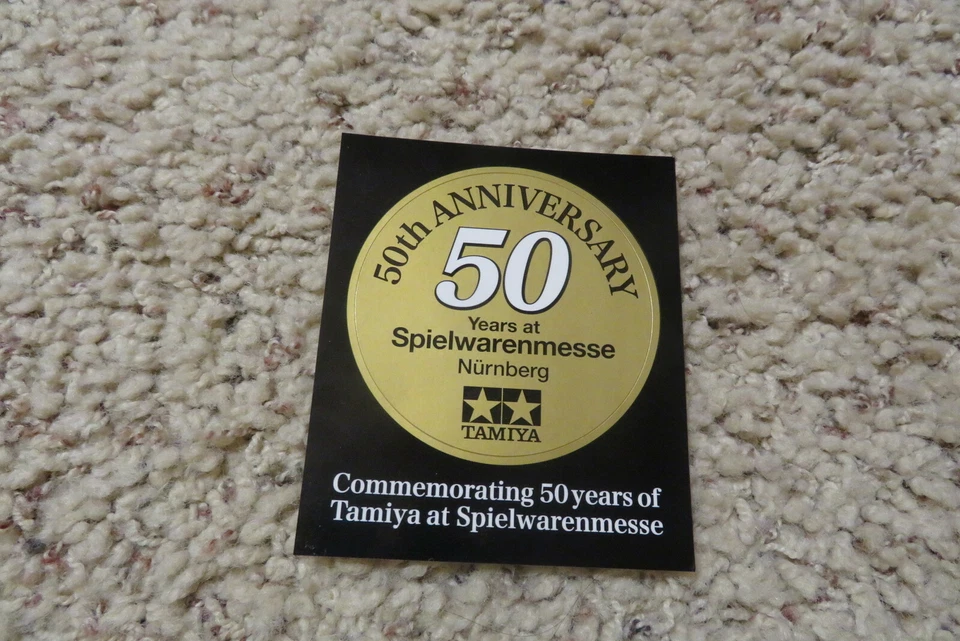 50th ANNIVERSARY
50
Years at
Spielwarenmesse
Nürnberg
TAMIYA
Commemorating 50 years of
Tamiya at Spielwarenmesse